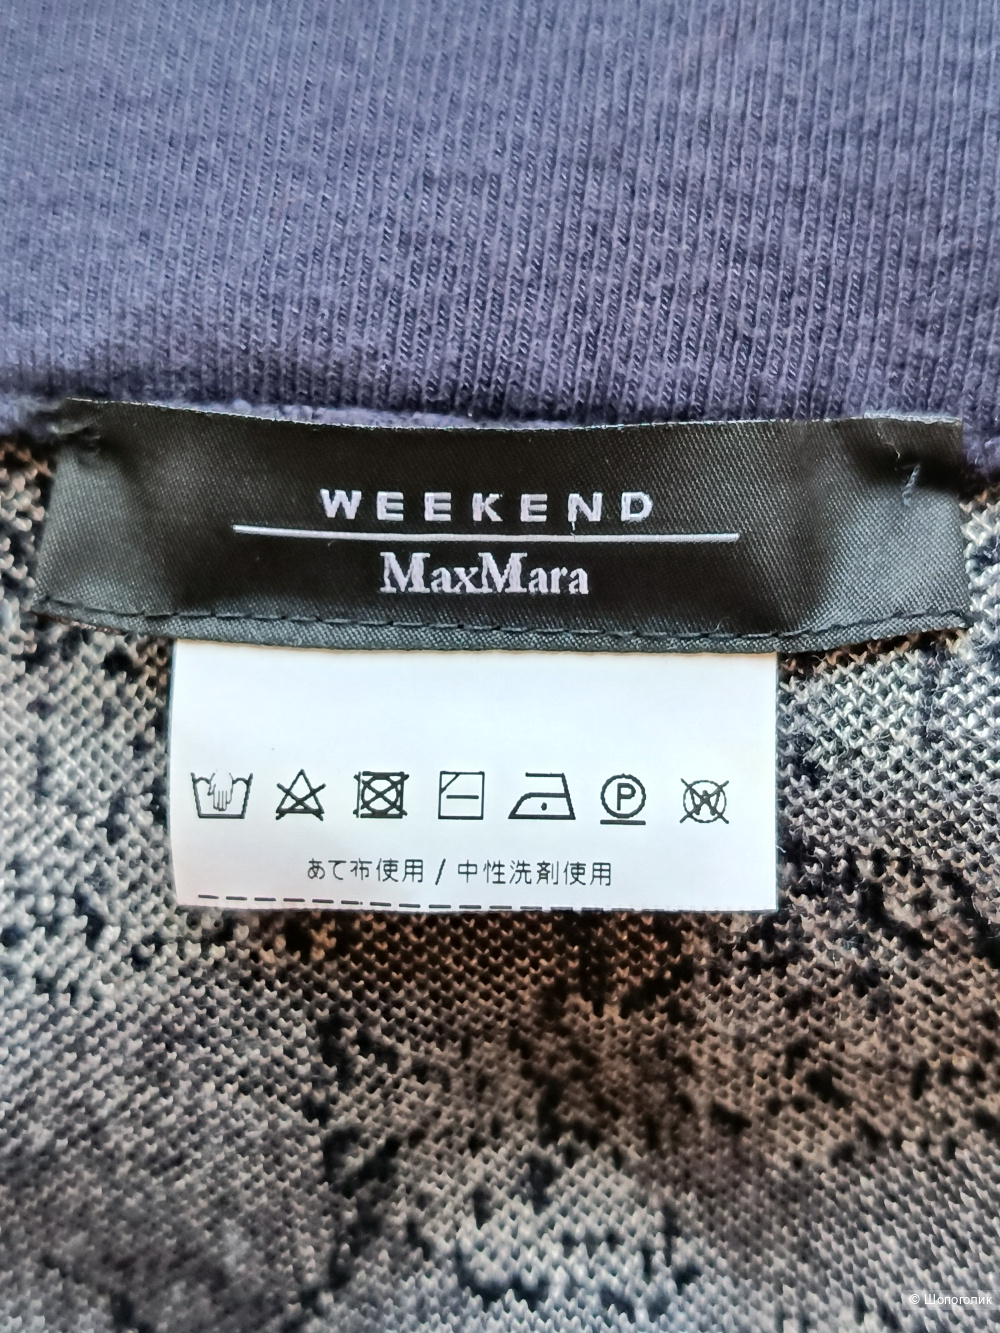 WEEKEND
MaxMara
P
W
あて布使用 / 中性洗剤使用
© Шопоголик